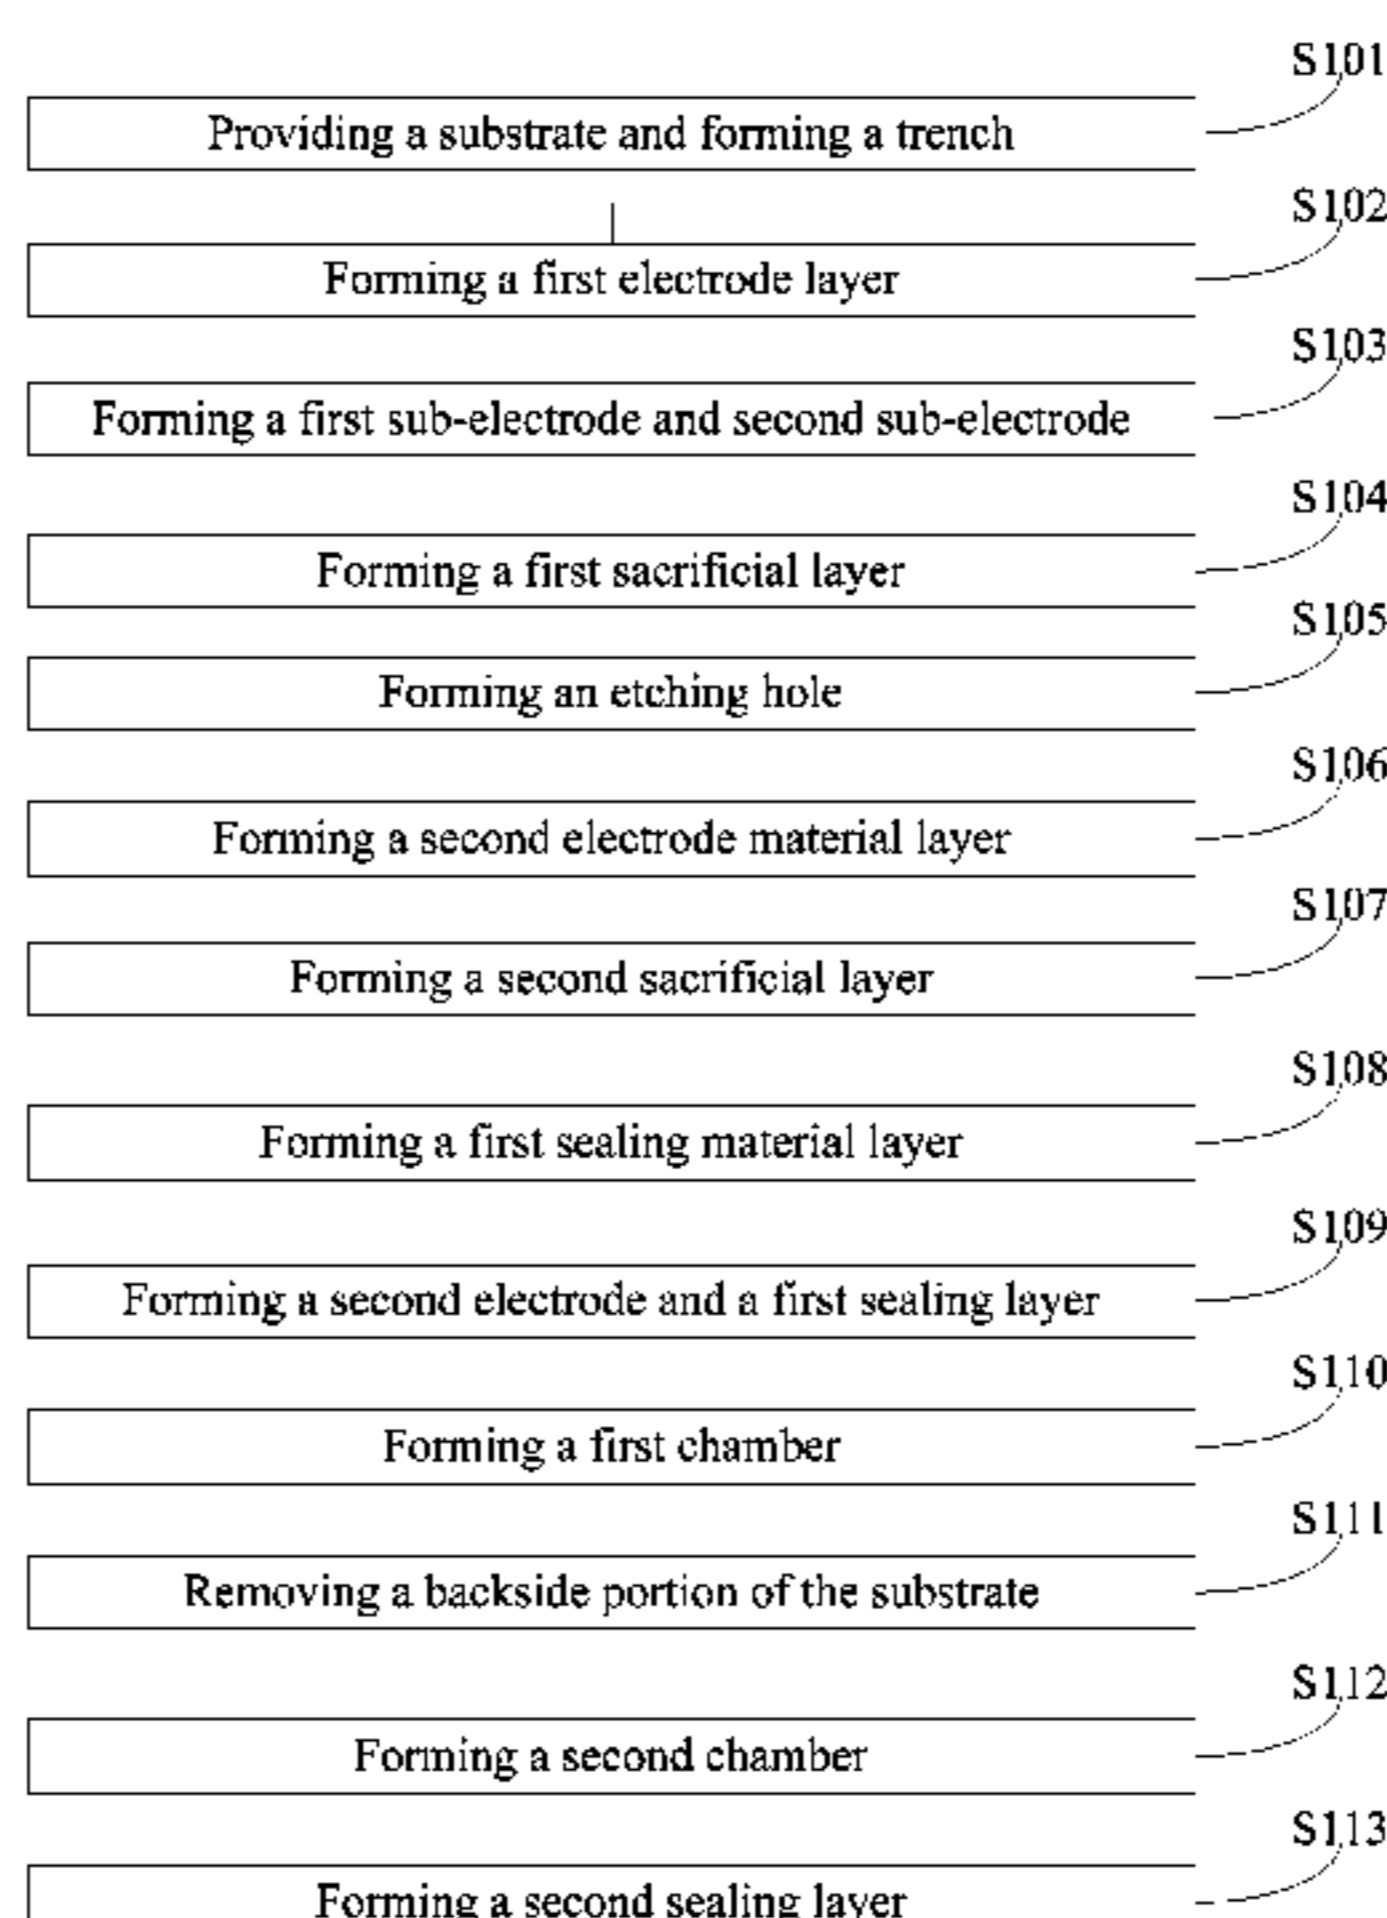 S101
Providing a substrate and forming a trench
S102
Forming a first electrode layer
S103
Forming a first sub-electrode and second sub-electrode
S104
Forming a first sacrificial layer
S105
Forming an etching hole
S106
Forming a second electrode material layer
S107
Forming a second sacrificial layer
S108
Forming a first sealing material layer
S109
Forming a second electrode and a first sealing layer
S110
Forming a first chamber
S111
Removing a backside portion of the substrate
S112
Forming a second chamber
S113
Forming a second sealing layer